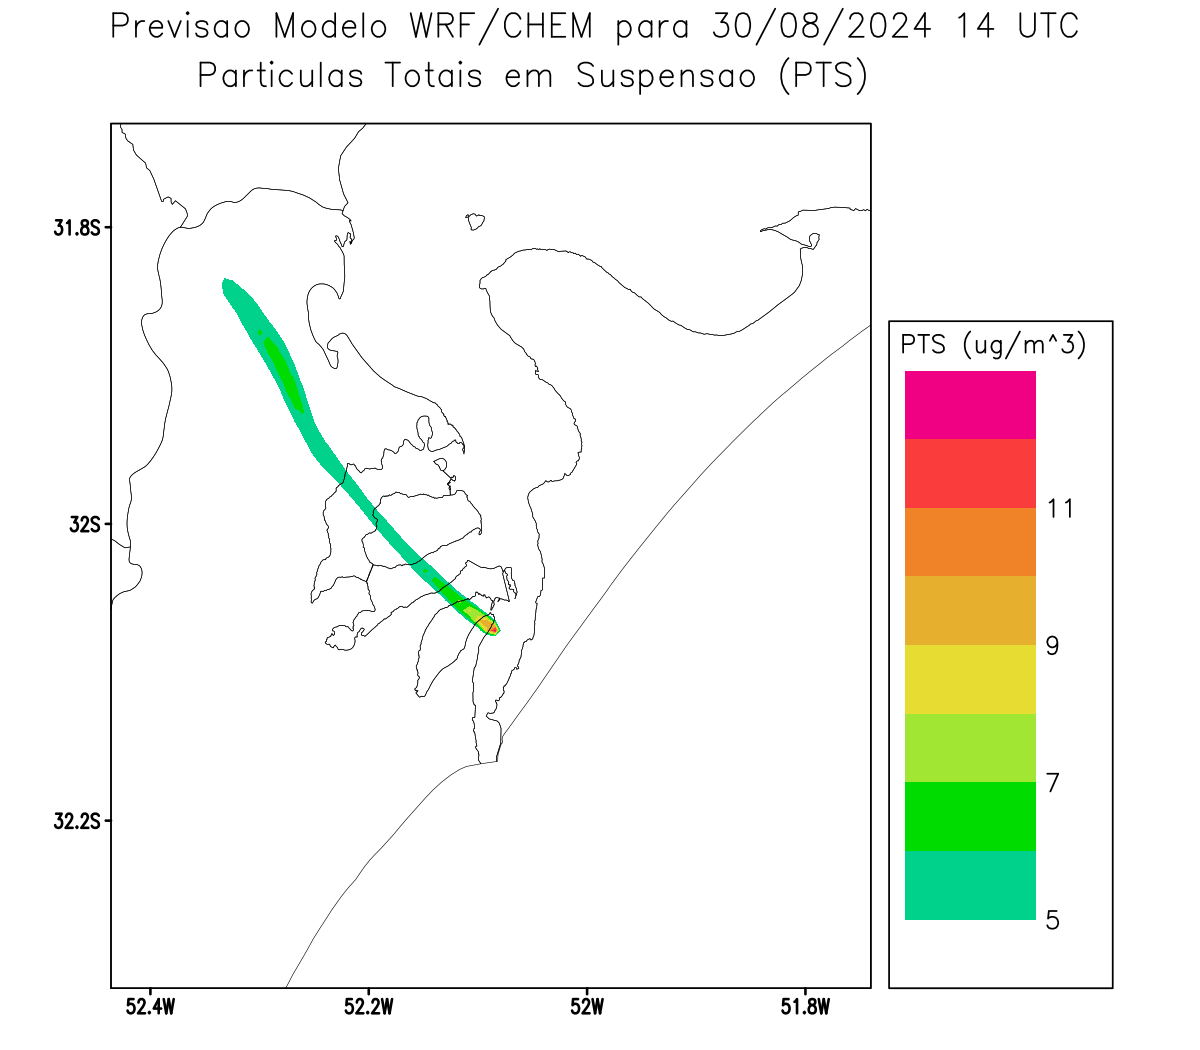 Previsao Modelo WRF/CHEM para 30/08/2024 14 UTC
Particulas Totais em Suspensao (PTS)
31.8S
32S
32.2S
52.4W
52.2W
52W
51.8W
PTS (ug/m^3)
11
9
7
5